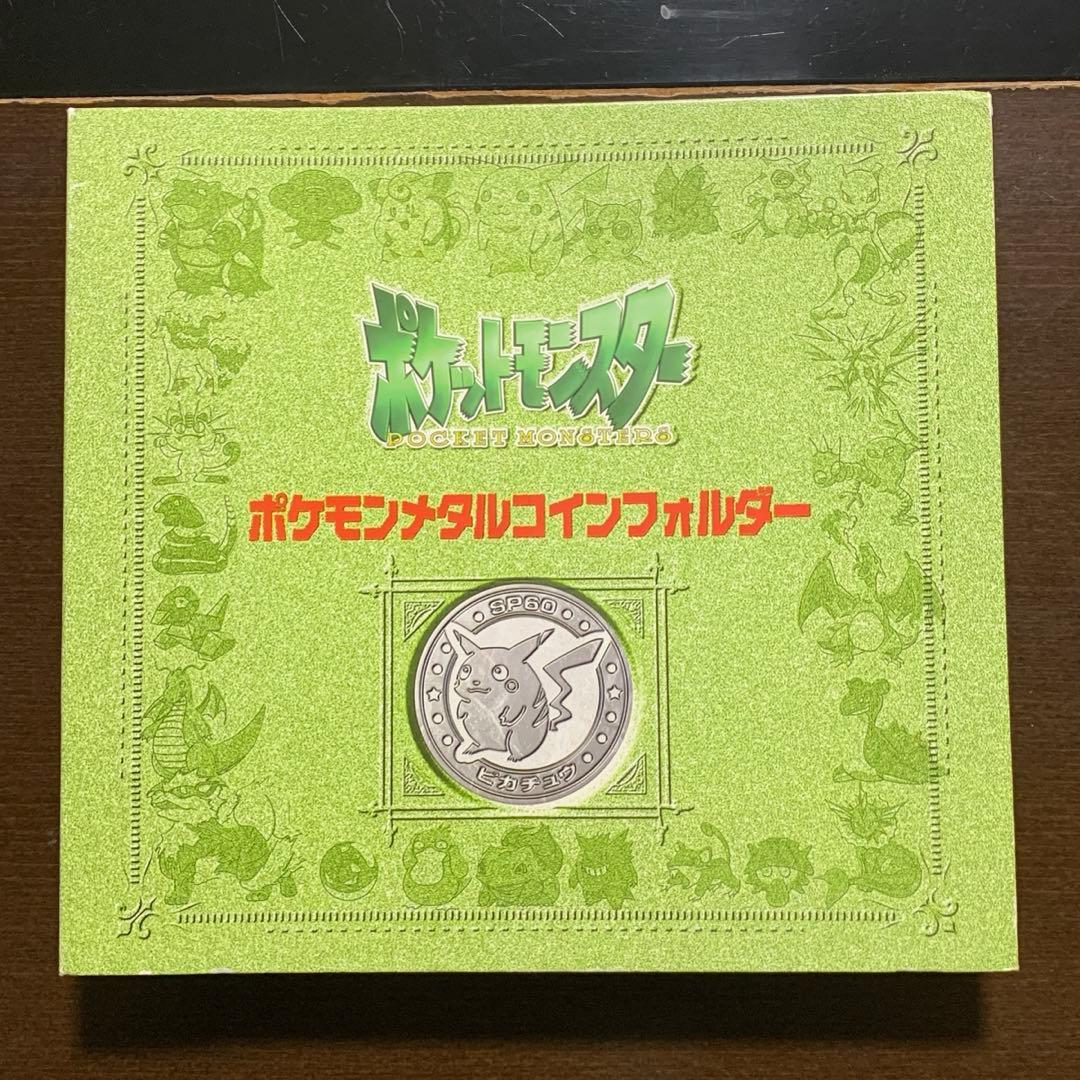 ポケットモンスター
POCKET MONSTERS
ポケモンメタルコインフォルダー
SP60
ピカチュウ